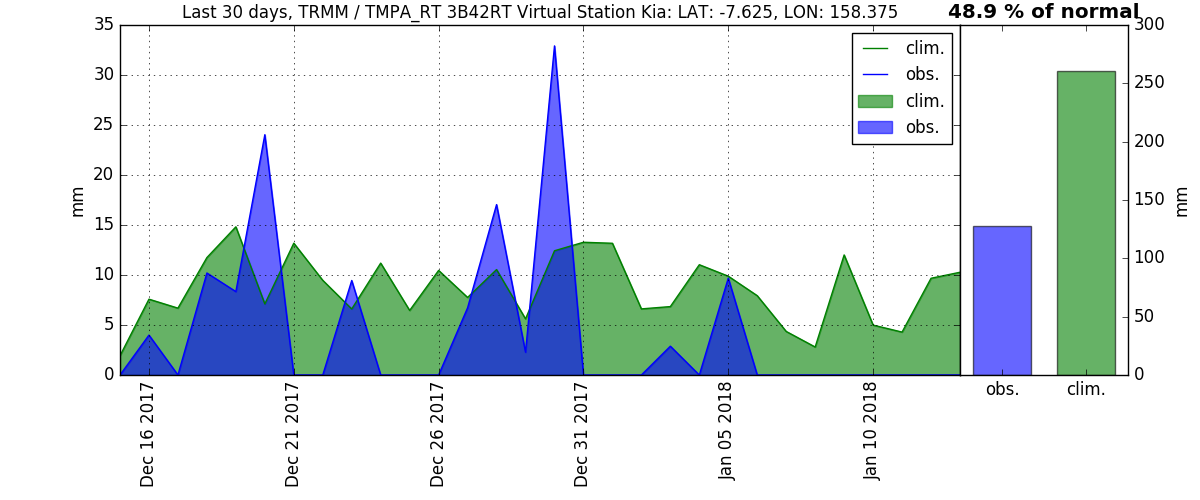 Last 30 days, TRMM / TMPA_RT 3B42RT Virtual Station Kia: LAT: -7.625, LON: 158.375
48.9 % of normal
35
30
25
20
15
10
5
0
mm
clim.
obs.
clim.
obs.
Dec 16 2017
Dec 21 2017
Dec 26 2017
Dec 31 2017
Jan 05 2018
Jan 10 2018
300
250
200
150
100
50
0
mm
obs.
clim.